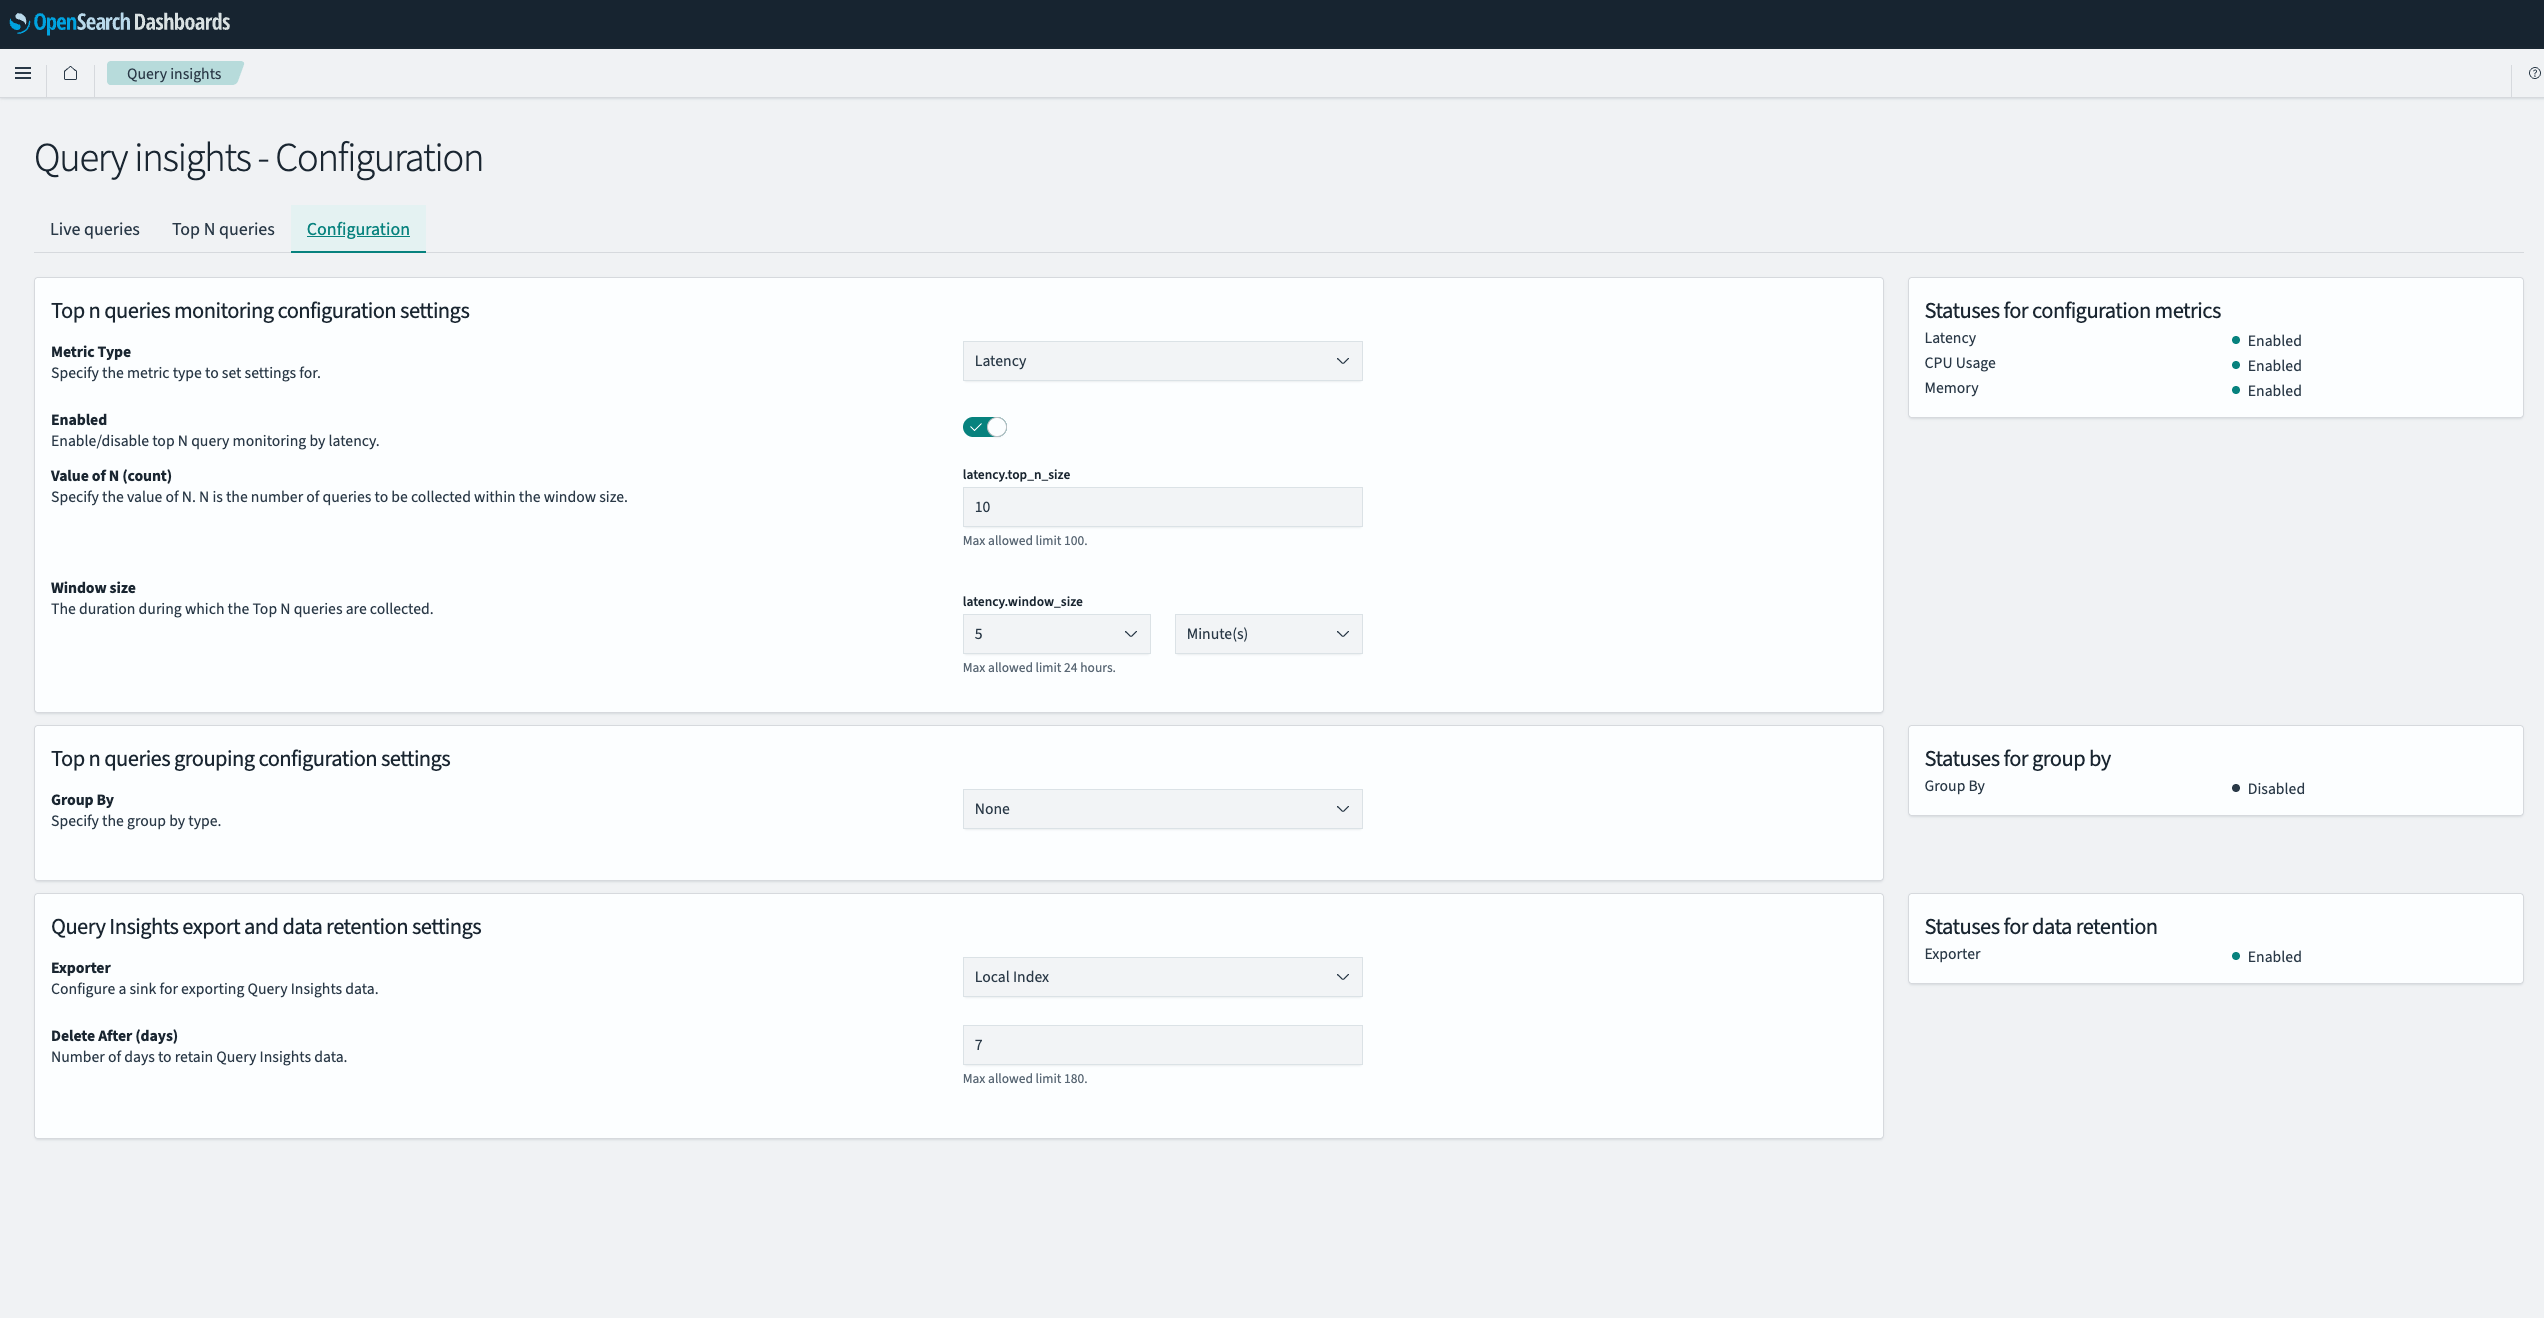 OpenSearch Dashboards
Query insights
Query insights - Configuration
Live queries
Top N queries
Configuration
Top n queries monitoring configuration settings
Metric Type
Specify the metric type to set settings for.
Latency
Enabled
Enable/disable top N query monitoring by latency.
Value of N (count)
Specify the value of N. N is the number of queries to be collected within the window size.
latency.top_n_size
10
Max allowed limit 100.
Window size
The duration during which the Top N queries are collected.
latency.window_size
5
Minute(s)
Max allowed limit 24 hours.
Statuses for configuration metrics
Latency
Enabled
CPU Usage
Enabled
Memory
Enabled
Top n queries grouping configuration settings
Group By
Specify the group by type.
None
Statuses for group by
Group By
Disabled
Query Insights export and data retention settings
Exporter
Configure a sink for exporting Query Insights data.
Local Index
Delete After (days)
Number of days to retain Query Insights data.
7
Max allowed limit 180.
Statuses for data retention
Exporter
Enabled